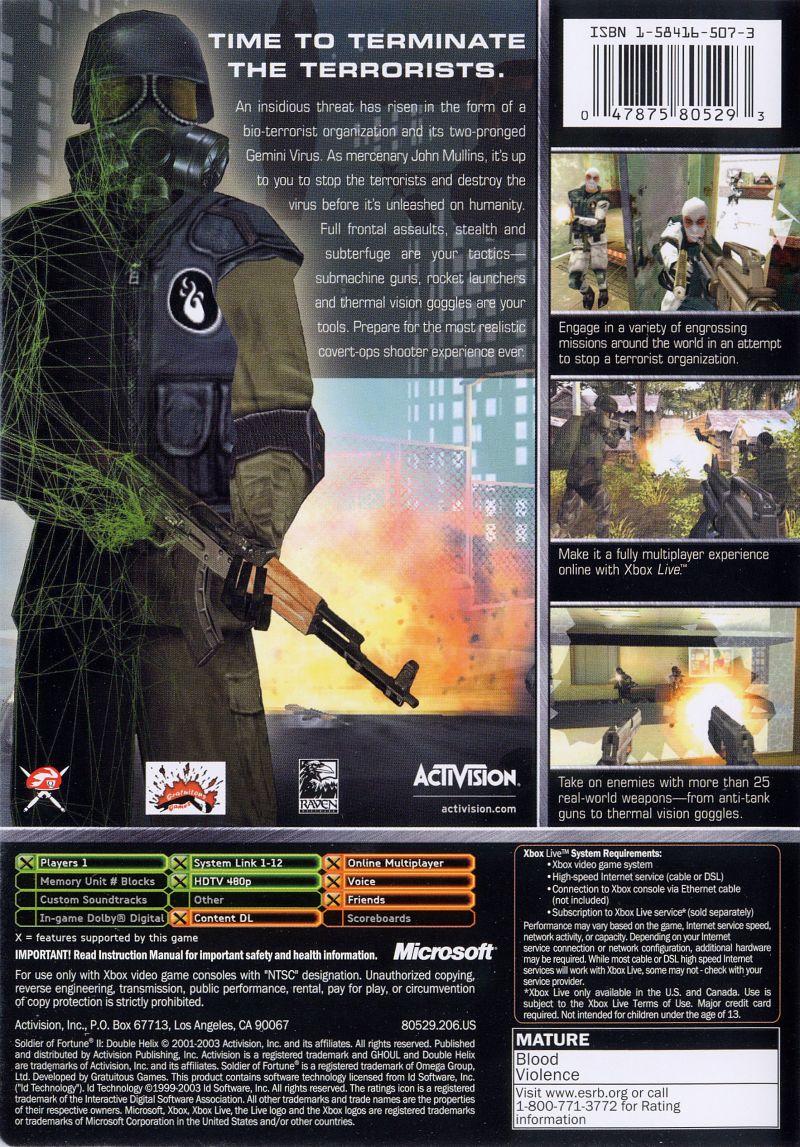 TIME TO TERMINATE
THE TERRORISTS.
An insidious threat has risen in the form of a
bio-terrorist organization and its two-pronged
Gemini Virus. As mercenary John Mullins, it's up
to you to stop the terrorists and destroy the
virus before it's unleashed on humanity.
Full frontal assaults, stealth and
subterfuge are your tactics—
submachine guns, rocket launchers
and thermal vision goggles are your
tools. Prepare for the most realistic
covert-ops shooter experience ever.
ISBN 1-58416-507-3
0 47875 80529 3
Engage in a variety of engrossing
missions around the world in an attempt
to stop a terrorist organization.
Make it a fully multiplayer experience
online with Xbox Live.™
Take on enemies with more than 25
real-world weapons—from anti-tank
guns to thermal vision goggles.
Gratuitous
Games
RAVEN
SOFTWARE
ACTIVISION.
activision.com
X Players 1
X System Link 1-12
X Online Multiplayer
Memory Unit # Blocks
X HDTV 480p
X Voice
Custom Soundtracks
Other
X Friends
In-game Dolby® Digital
X Content DL
Scoreboards
X = features supported by this game
IMPORTANT! Read Instruction Manual for important safety and health information.
Microsoft®
For use only with Xbox video game consoles with "NTSC" designation. Unauthorized copying,
reverse engineering, transmission, public performance, rental, pay for play, or circumvention
of copy protection is strictly prohibited.
Activision, Inc., P.O. Box 67713, Los Angeles, CA 90067
80529.206.US
Soldier of Fortune® II: Double Helix © 2001-2003 Activision, Inc. and its affiliates. All rights reserved. Published
and distributed by Activision Publishing, Inc. Activision is a registered trademark and GHOUL and Double Helix
are trademarks of Activision, Inc. and its affiliates. Soldier of Fortune® is a registered trademark of Omega Group,
Ltd. Developed by Gratuitous Games. This product contains software technology licensed from Id Software, Inc.
("Id Technology"). Id Technology ©1999-2003 Id Software, Inc. All rights reserved. The ratings icon is a registered
trademark of the Interactive Digital Software Association. All other trademarks and trade names are the properties
of their respective owners. Microsoft, Xbox, Xbox Live, the Live logo and the Xbox logos are registered trademarks
or trademarks of Microsoft Corporation in the United States and/or other countries.
Xbox Live™ System Requirements:
• Xbox video game system
• High-speed Internet service (cable or DSL)
• Connection to Xbox console via Ethernet cable
(not included)
• Subscription to Xbox Live service* (sold separately)
Performance may vary based on the game, Internet service speed,
network activity, or capacity. Depending on your Internet
service connection or network configuration, additional hardware
may be required. While most cable or DSL high speed Internet
services will work with Xbox Live, some may not - check with your
service provider.
*Xbox Live only available in the U.S. and Canada. Use is
subject to the Xbox Live Terms of Use. Major credit card
required. Not intended for children under the age of 13.
MATURE
Blood
Violence
Visit www.esrb.org or call
1-800-771-3772 for Rating
information